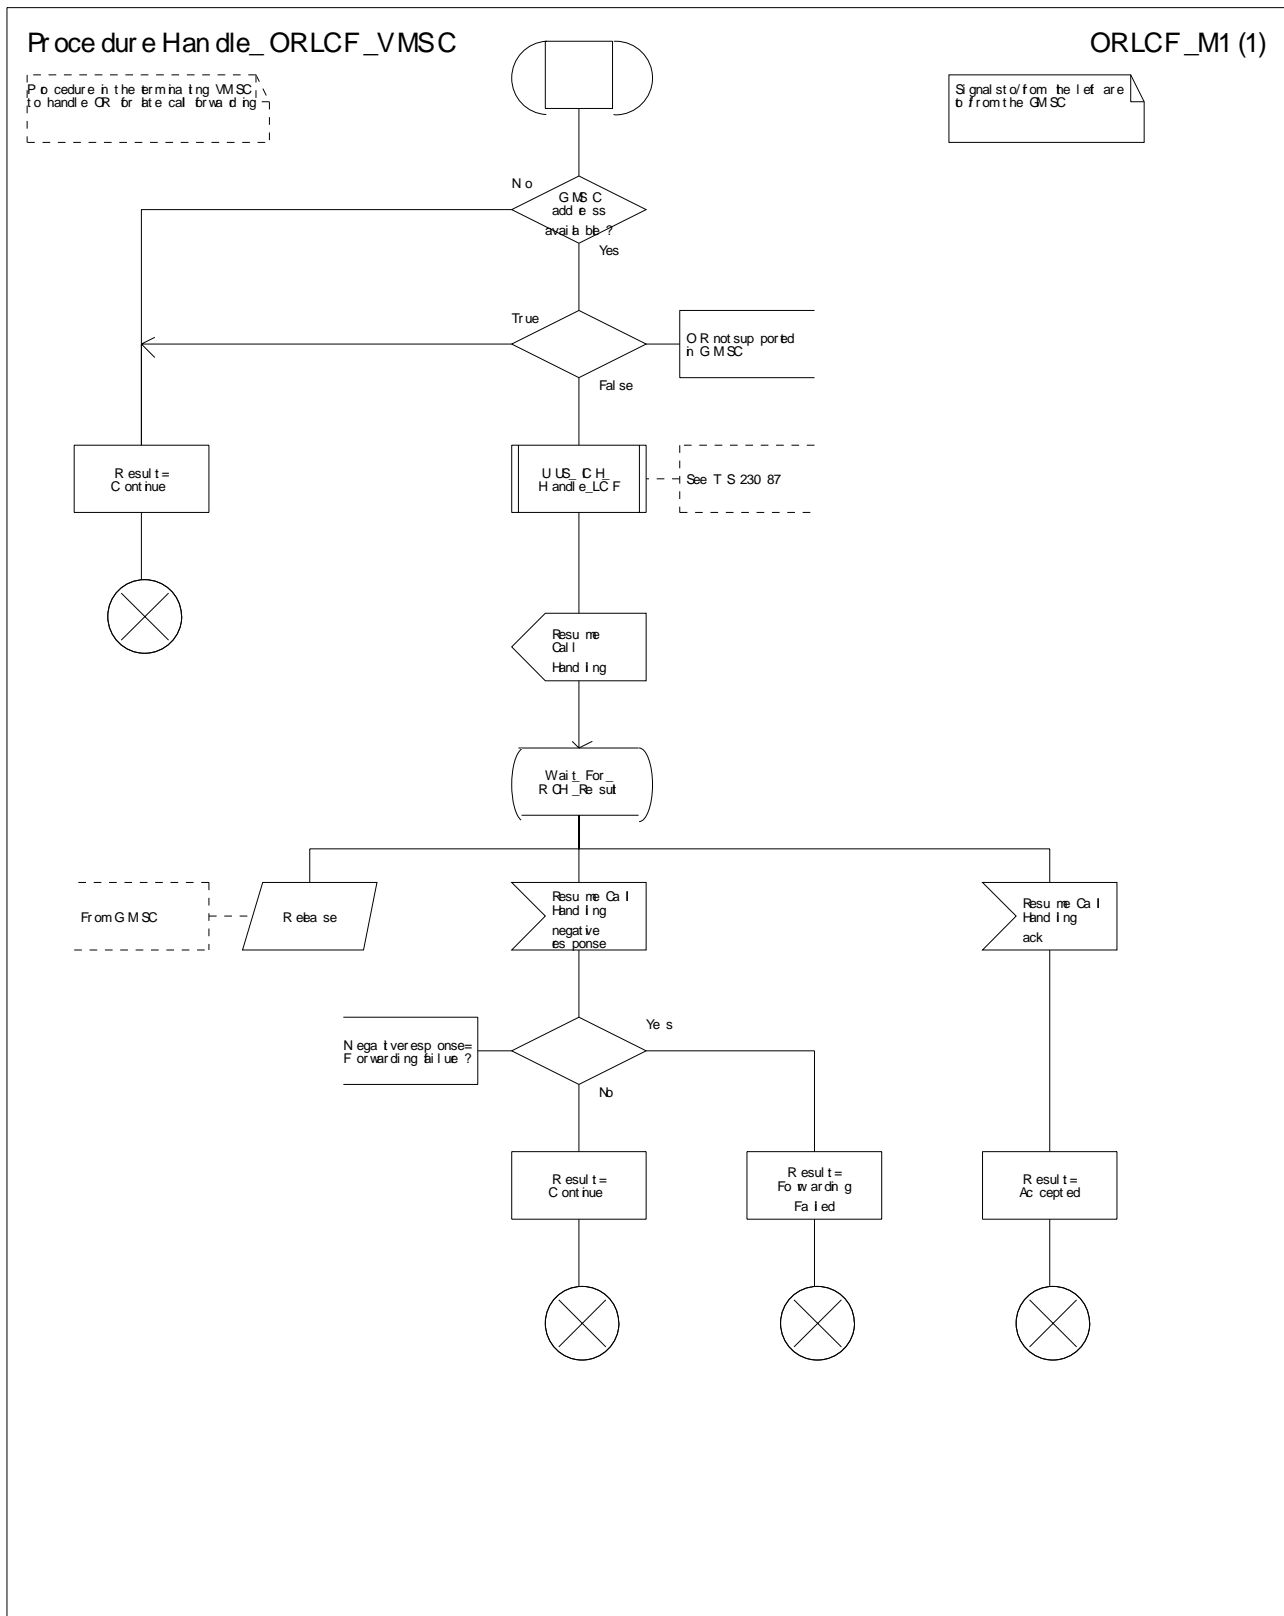 Procedure Handle_ORLCF_VMSC
ORLCF_M1 (1)
Procedure in the terminating VMSC
to handle OR for late call forwarding
Signals to/from the left are
to/from the GMSC
No
GMSC
address
available?
Yes
True
OR not supported
in GMSC
False
Result=
Continue
UUS_ICH_
Handle_LCF
See TS 23087
Resume
Call
Handling
Wait_For_
RCH_Result
From GMSC
Release
Resume Call
Handling
negative
response
Resume Call
Handling
ack
Yes
Negative response=
Forwarding failure?
No
Result=
Continue
Result=
Forwarding
Failed
Result=
Accepted